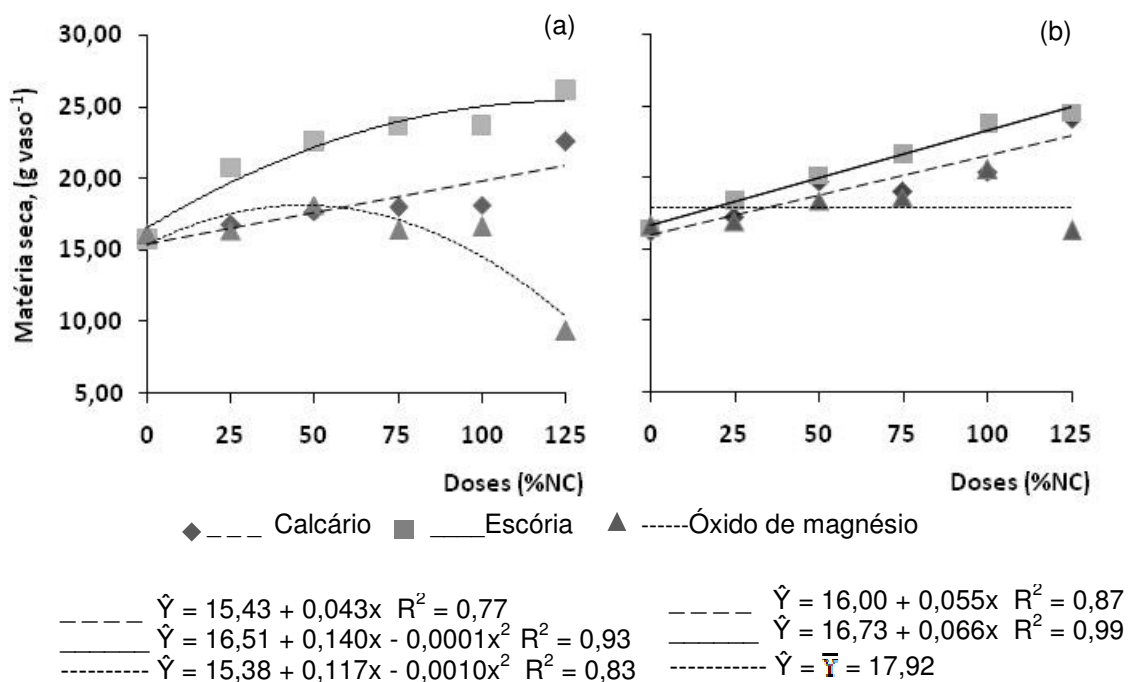 (a)
(b)
30,00
25,00
20,00
15,00
10,00
5,00
Matéria seca, (g vaso⁻¹)
0 25 50 75 100 125
0 25 50 75 100 125
Doses (%NC)
Doses (%NC)
_ _ _ Calcário ____Escória ------Óxido de magnésio
_ _ _ _ Ŷ = 15,43 + 0,043x R² = 0,77
______ Ŷ = 16,51 + 0,140x - 0,0001x² R² = 0,93
--------- Ŷ = 15,38 + 0,117x - 0,0010x² R² = 0,83
_ _ _ _ Ŷ = 16,00 + 0,055x R² = 0,87
______ Ŷ = 16,73 + 0,066x R² = 0,99
--------- Ŷ = Ȳ = 17,92